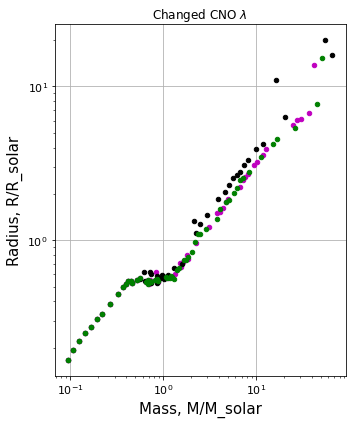 Changed CNO λ
Radius, R/R_solar
10¹
10⁰
10⁻¹
10⁰
10¹
Mass, M/M_solar